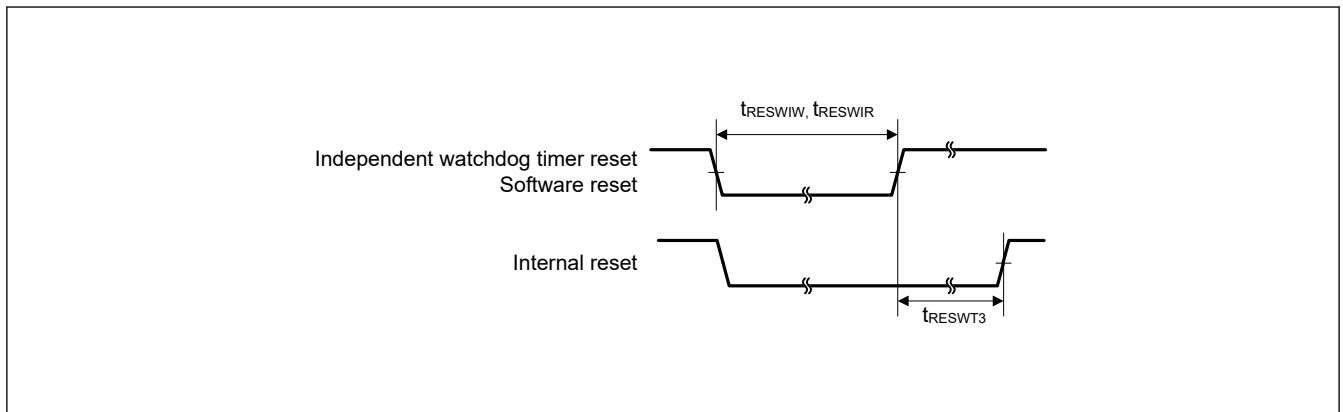 tRESWIW, tRESWIR
Independent watchdog timer reset
Software reset
Internal reset
tRESWT3